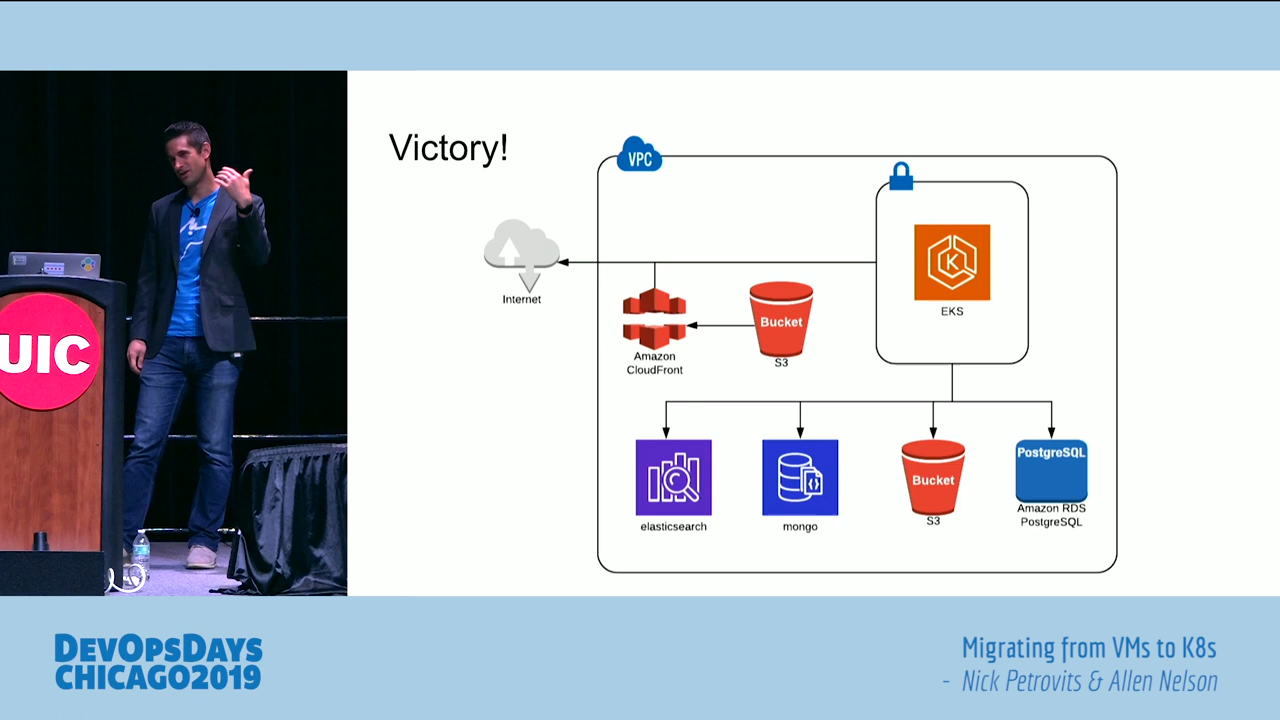 Victory!
VPC
K
EKS
Internet
Bucket
S3
Amazon
CloudFront
elasticsearch
mongo
Bucket
S3
PostgreSQL
Amazon RDS
PostgreSQL
UIC
DEVOPSDAYS
CHICAGO2019
Migrating from VMs to K8s
- Nick Petrovits & Allen Nelson